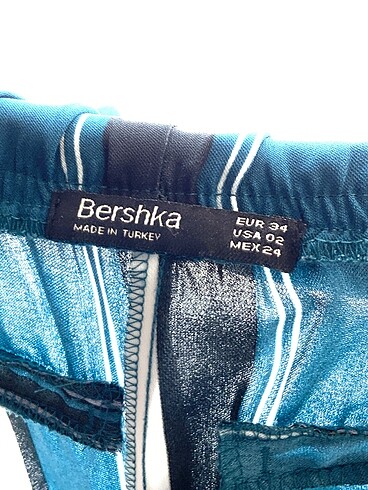 Bershka
MADE IN TURKEY
EUR 34
USA 02
MEX 24